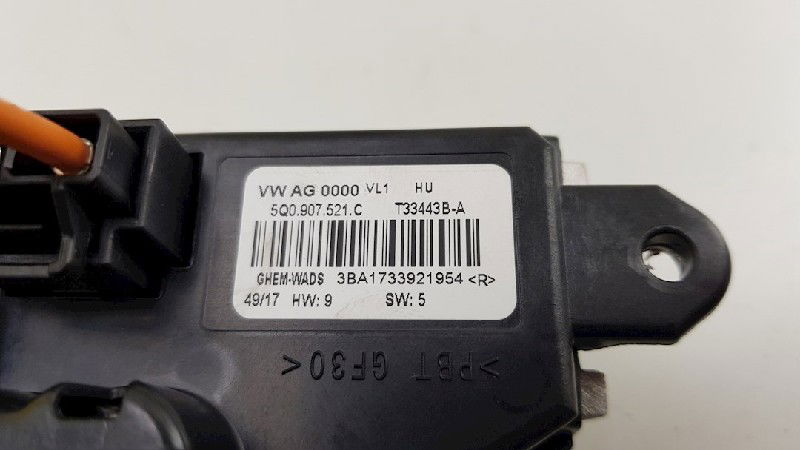 VW AG 0000 VL1 HU
5Q0.907.521.C T33443B-A
GHEM-WADS 3BA1733921954 <R>
49/17 HW: 9 SW: 5
>PBT GF30<